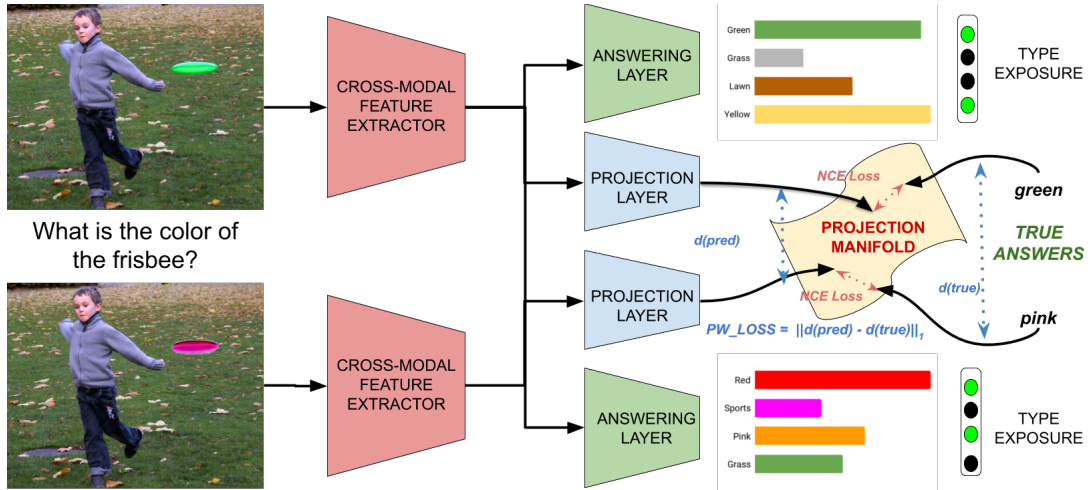 What is the color of
the frisbee?
CROSS-MODAL
FEATURE
EXTRACTOR
CROSS-MODAL
FEATURE
EXTRACTOR
ANSWERING
LAYER
PROJECTION
LAYER
PROJECTION
LAYER
ANSWERING
LAYER
Green
Grass
Lawn
Yellow
TYPE
EXPOSURE
NCE Loss
PROJECTION
MANIFOLD
NCE Loss
d(pred)
green
TRUE
ANSWERS
d(true)
pink
PW_LOSS = ||d(pred) - d(true)||1
Red
Sports
Pink
Grass
TYPE
EXPOSURE